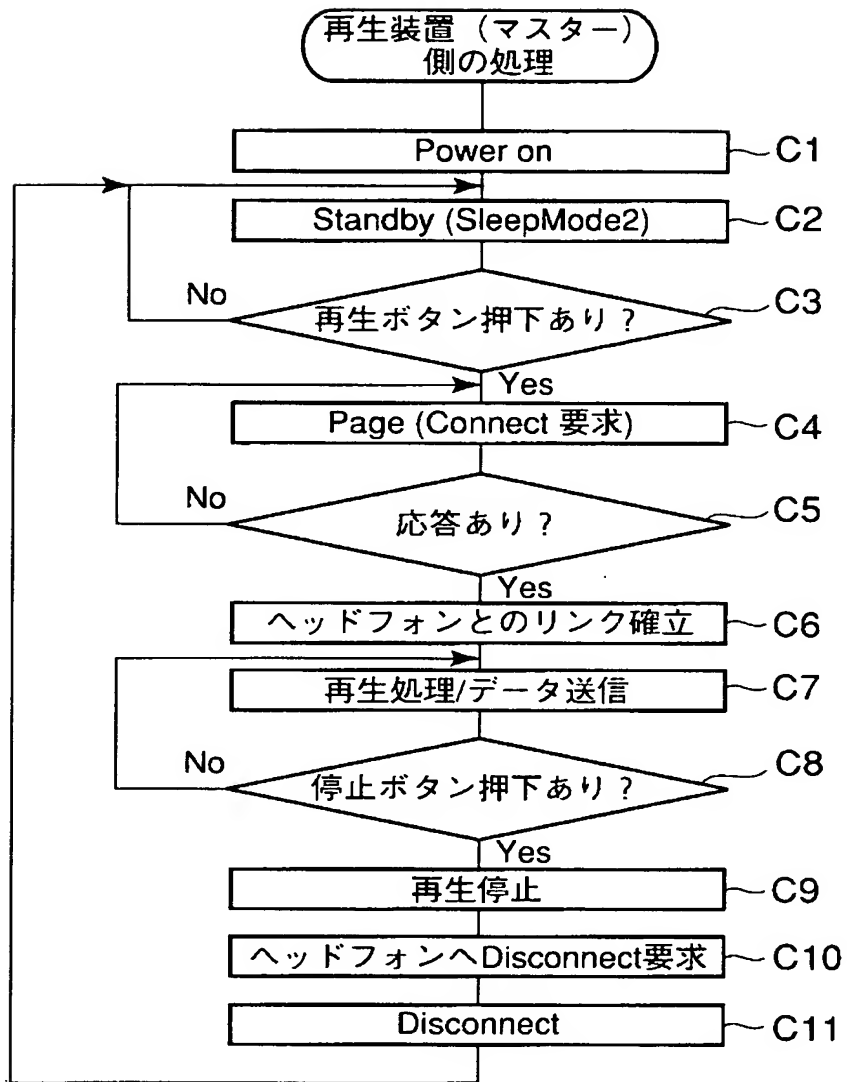 再生装置（マスター）
側の処理
Power on
C1
Standby (SleepMode2)
C2
No
再生ボタン押下あり？
C3
Yes
Page (Connect 要求)
C4
No
応答あり？
C5
Yes
ヘッドフォンとのリンク確立
C6
再生処理/データ送信
C7
No
停止ボタン押下あり？
C8
Yes
再生停止
C9
ヘッドフォンへDisconnect要求
C10
Disconnect
C11